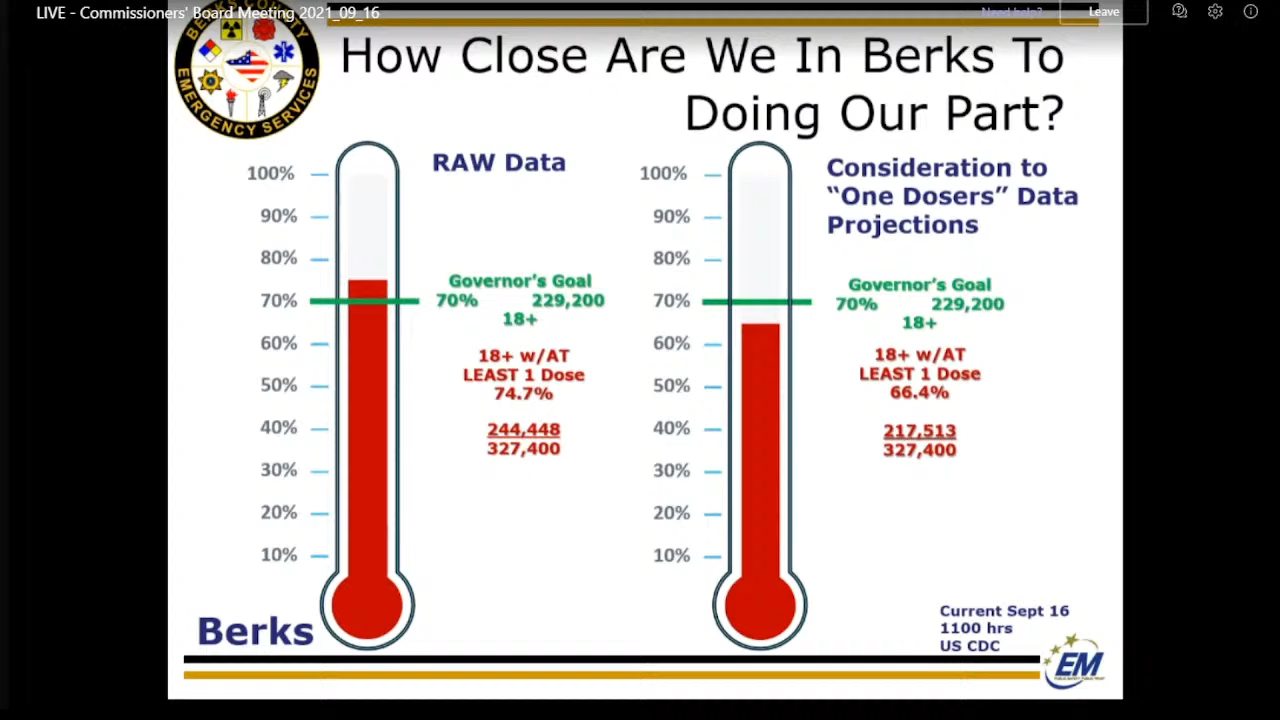 LIVE - Commissioners' Board Meeting 2021_09_16
Need help?
Leave
BERKS COUNTY
EMERGENCY SERVICES
How Close Are We In Berks To
Doing Our Part?
RAW Data
100%
90%
80%
70%
60%
50%
40%
30%
20%
10%
Governor's Goal
70% 229,200
18+
18+ w/AT
LEAST 1 Dose
74.7%
244,448
327,400
Consideration to
“One Dosers” Data
Projections
100%
90%
80%
70%
60%
50%
40%
30%
20%
10%
Governor's Goal
70% 229,200
18+
18+ w/AT
LEAST 1 Dose
66.4%
217,513
327,400
Berks
Current Sept 16
1100 hrs
US CDC
EM